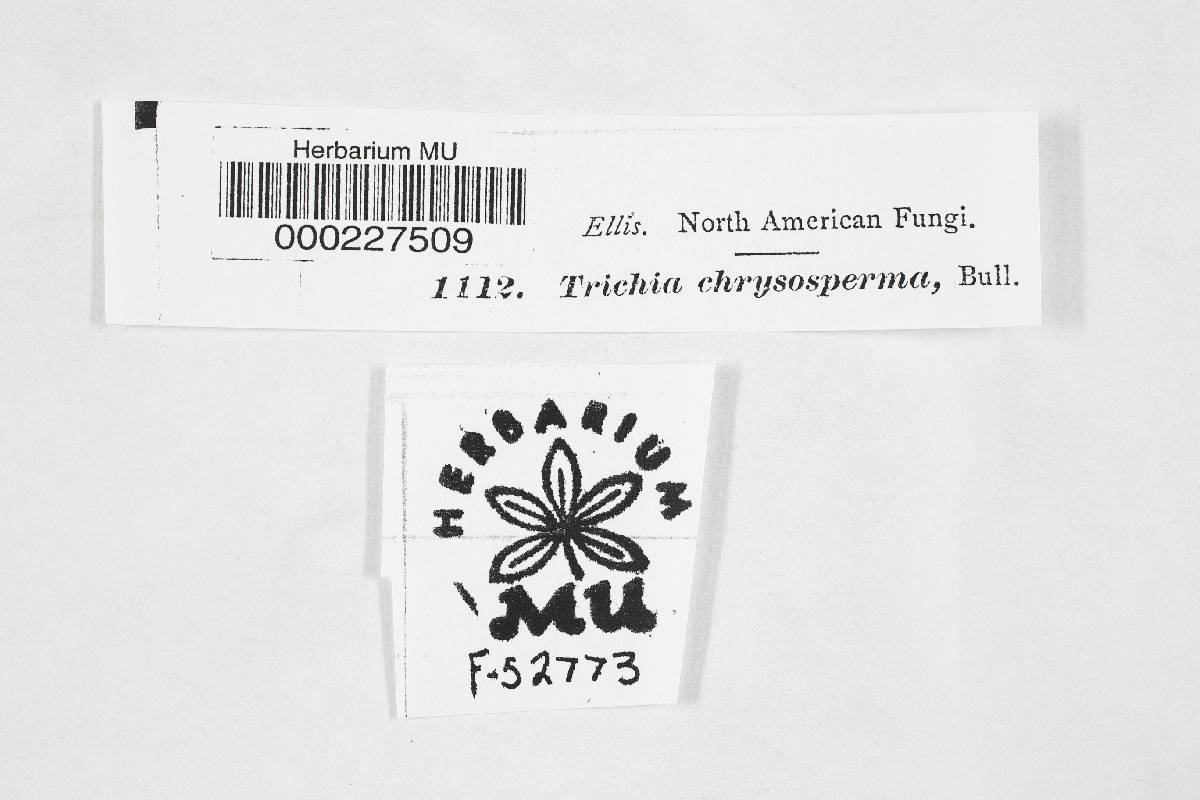 Herbarium MU
000227509
Ellis. North American Fungi.
1112. Trichia chrysosperma, Bull.
HERBARIUM
MU
F-52773